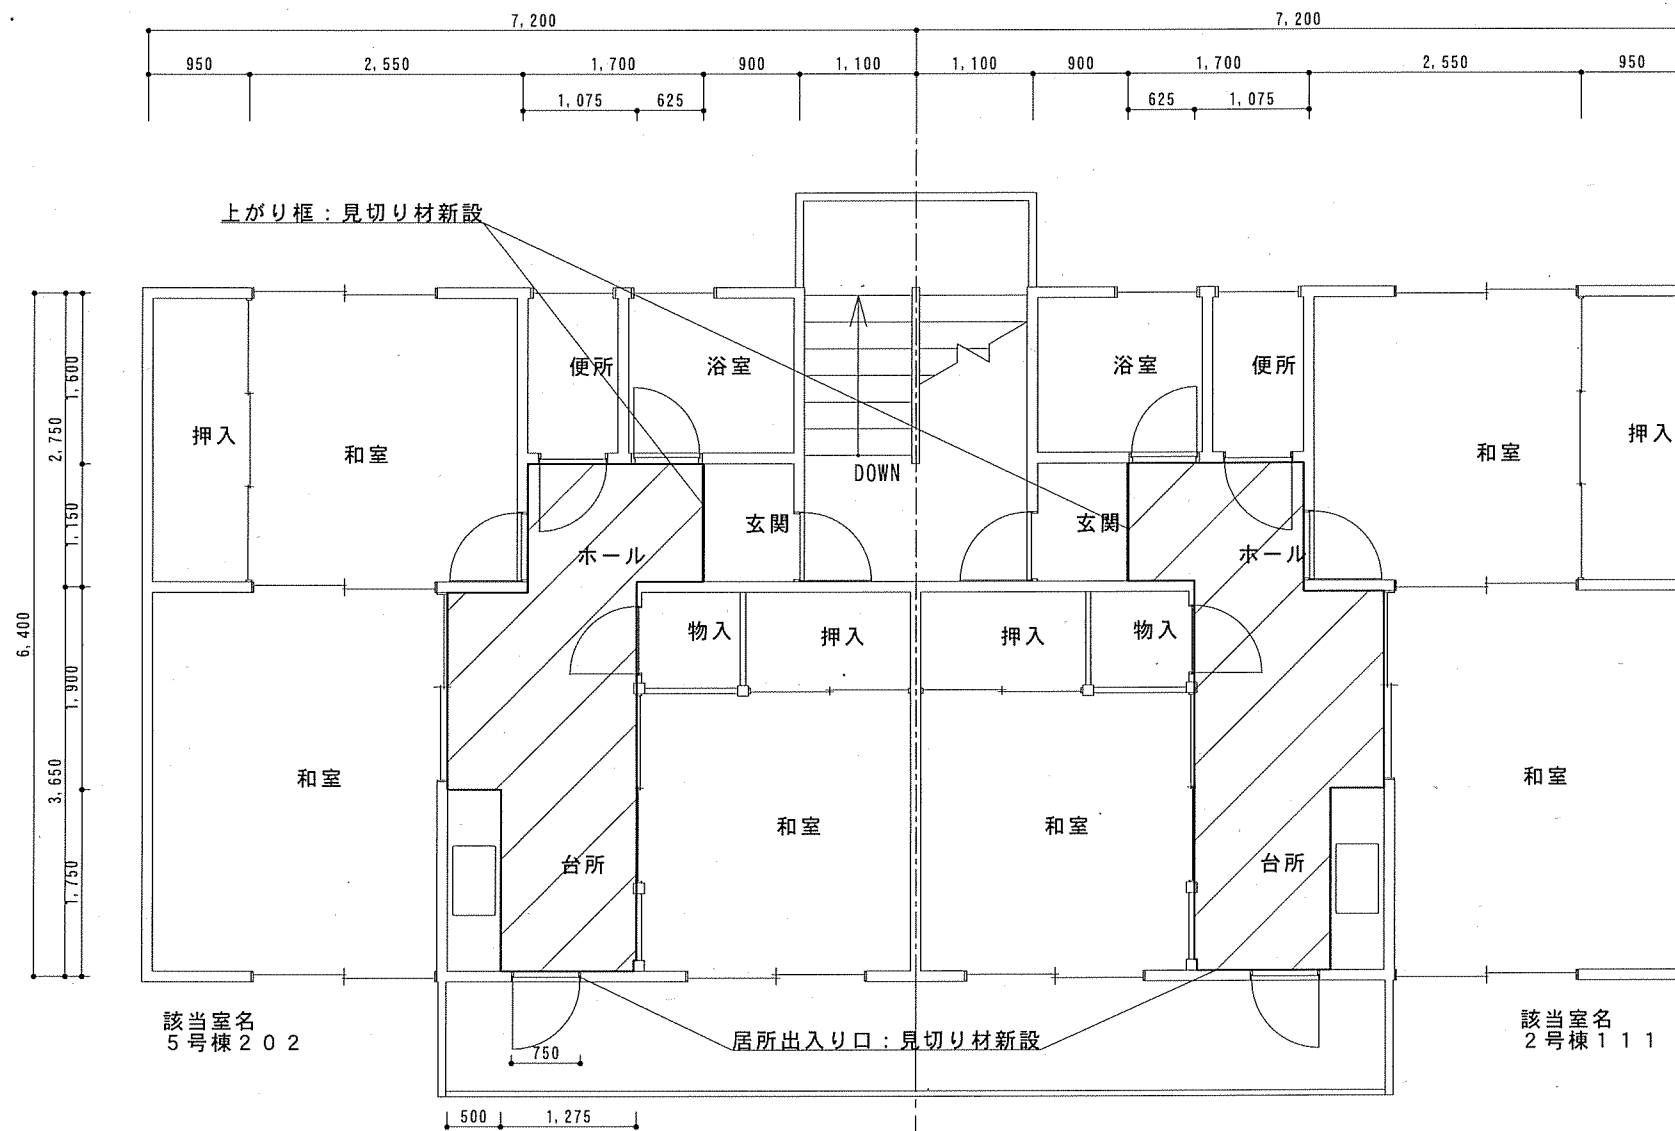 7,200
7,200
950
2,550
1,700
900
1,100
1,100
900
1,700
2,550
950
1,075
625
625
1,075
上がり框：見切り材新設
便所
浴室
浴室
便所
押入
和室
和室
押入
DOWN
玄関
玄関
ホール
ホール
物入
押入
押入
物入
和室
和室
和室
和室
台所
台所
1,600
2,750
1,150
6,400
1,900
3,650
1,750
該当室名
５号棟２０２
居所出入り口：見切り材新設
該当室名
２号棟１１１
750
500
1,275